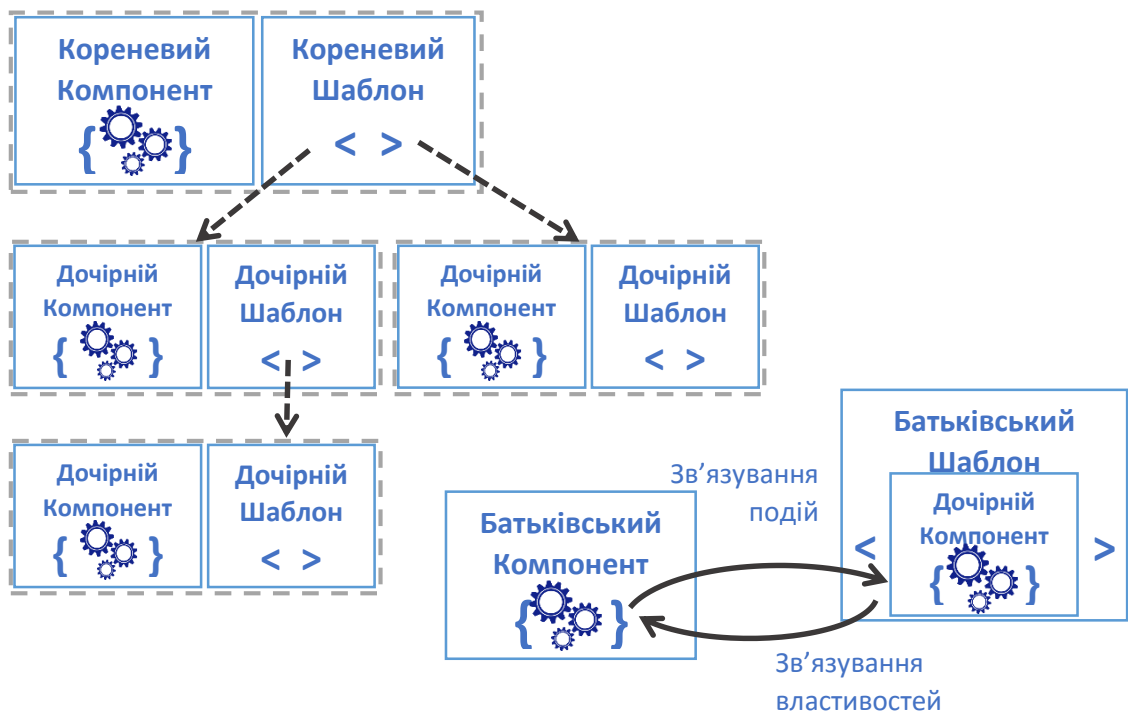 Кореневий
Компонент
{ }
Кореневий
Шаблон
< >
Дочірній
Компонент
{ }
Дочірній
Шаблон
< >
Дочірній
Компонент
{ }
Дочірній
Шаблон
< >
Дочірній
Компонент
{ }
Дочірній
Шаблон
< >
Батьківський
Компонент
{ }
Зв’язування
подій
Батьківський
Шаблон
Дочірній
Компонент
< >
{ }
Зв’язування
властивостей